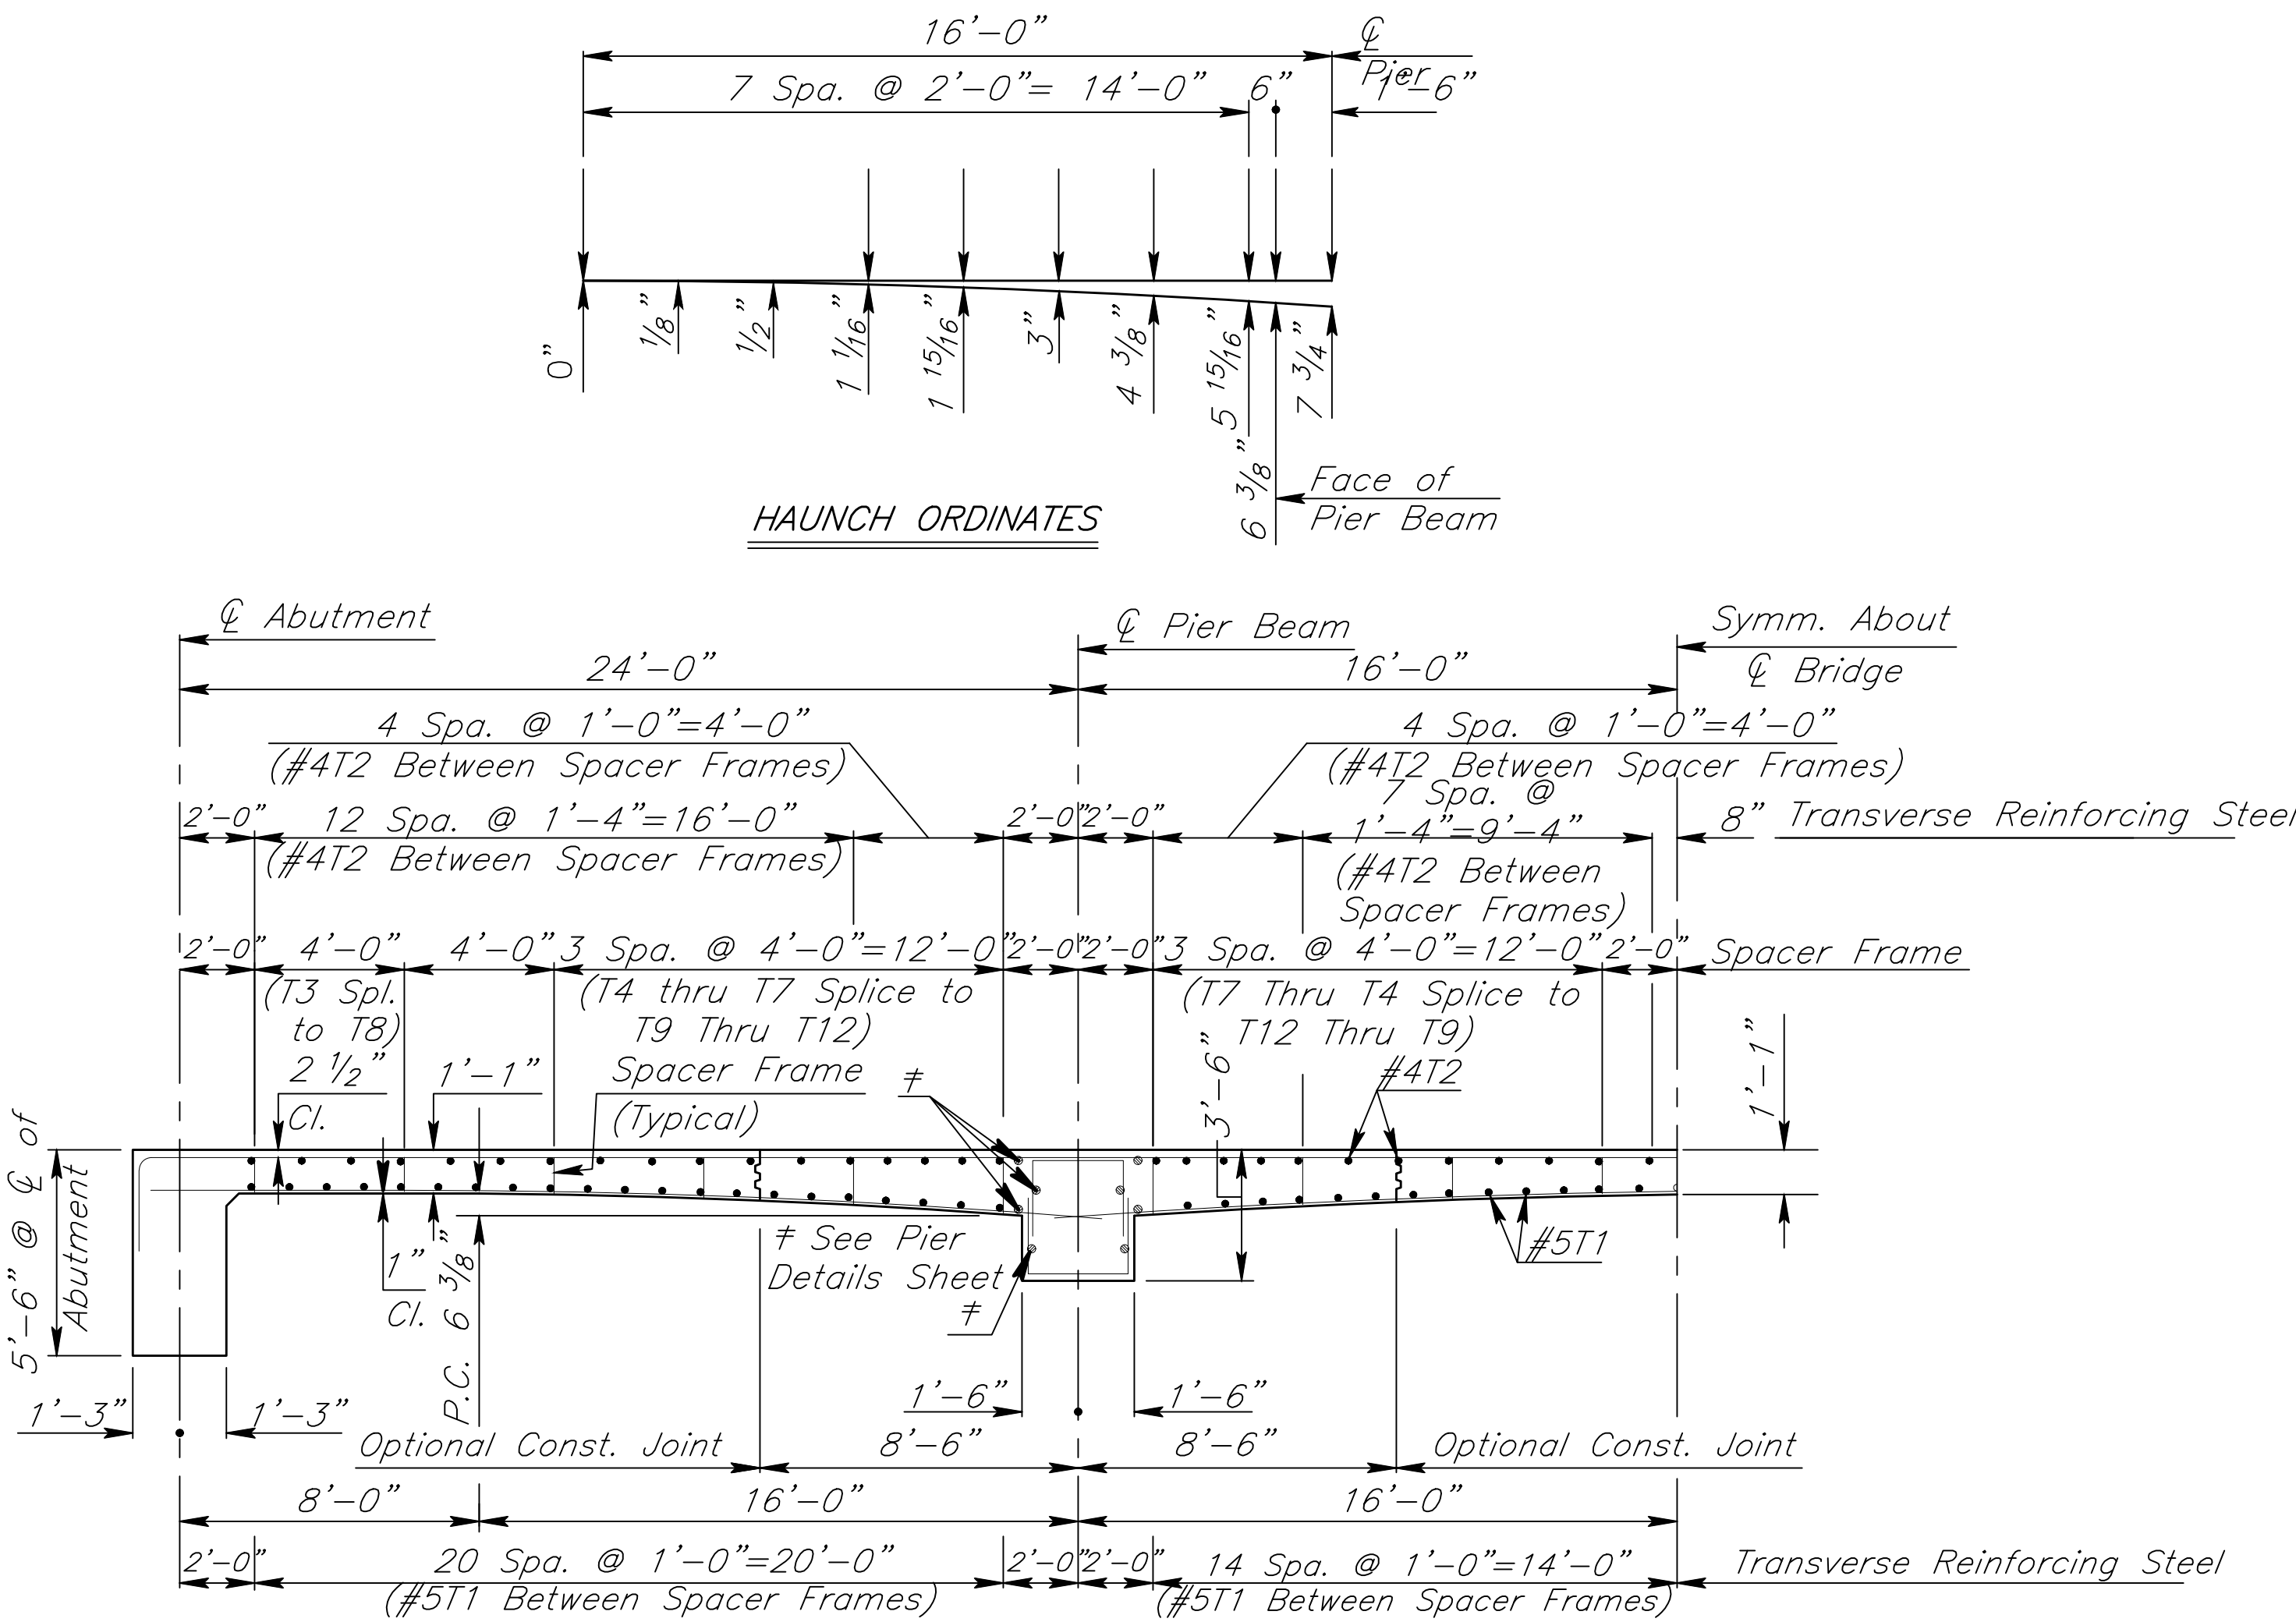 16'-0"
℄
Pier
7 Spa. @ 2'-0"= 14'-0"
6"
1'-6"
0"
1/8"
1/2"
1 1/16"
1 15/16"
3"
4 3/8"
5 15/16"
6 3/8"
7 3/4"
Face of
Pier Beam
HAUNCH ORDINATES
℄ Abutment
℄ Pier Beam
Symm. About
℄ Bridge
24'-0"
16'-0"
4 Spa. @ 1'-0"=4'-0"
(#4T2 Between Spacer Frames)
4 Spa. @ 1'-0"=4'-0"
(#4T2 Between Spacer Frames)
2'-0"
12 Spa. @ 1'-4"=16'-0"
(#4T2 Between Spacer Frames)
2'-0"
2'-0"
7 Spa. @
1'-4"=9'-4"
(#4T2 Between
Spacer Frames)
8"
Transverse Reinforcing Steel
2'-0"
4'-0"
(T3 Spl.
to T8)
4'-0"
3 Spa. @ 4'-0"=12'-0"
(T4 thru T7 Splice to
T9 Thru T12)
2'-0"
2'-0"
3 Spa. @ 4'-0"=12'-0"
(T7 Thru T4 Splice to
T12 Thru T9)
2'-0"
Spacer Frame
2 1/2"
Cl.
1'-1"
Spacer Frame
(Typical)
≠
3'-6"
#4T2
1'-1"
5'-6" @ ℄ of
Abutment
1"
Cl.
P.C. 6 3/8"
≠ See Pier
Details Sheet
≠
#5T1
1'-3"
1'-3"
1'-6"
1'-6"
Optional Const. Joint
8'-6"
8'-6"
Optional Const. Joint
8'-0"
16'-0"
16'-0"
2'-0"
20 Spa. @ 1'-0"=20'-0"
(#5T1 Between Spacer Frames)
2'-0"
2'-0"
14 Spa. @ 1'-0"=14'-0"
(#5T1 Between Spacer Frames)
Transverse Reinforcing Steel